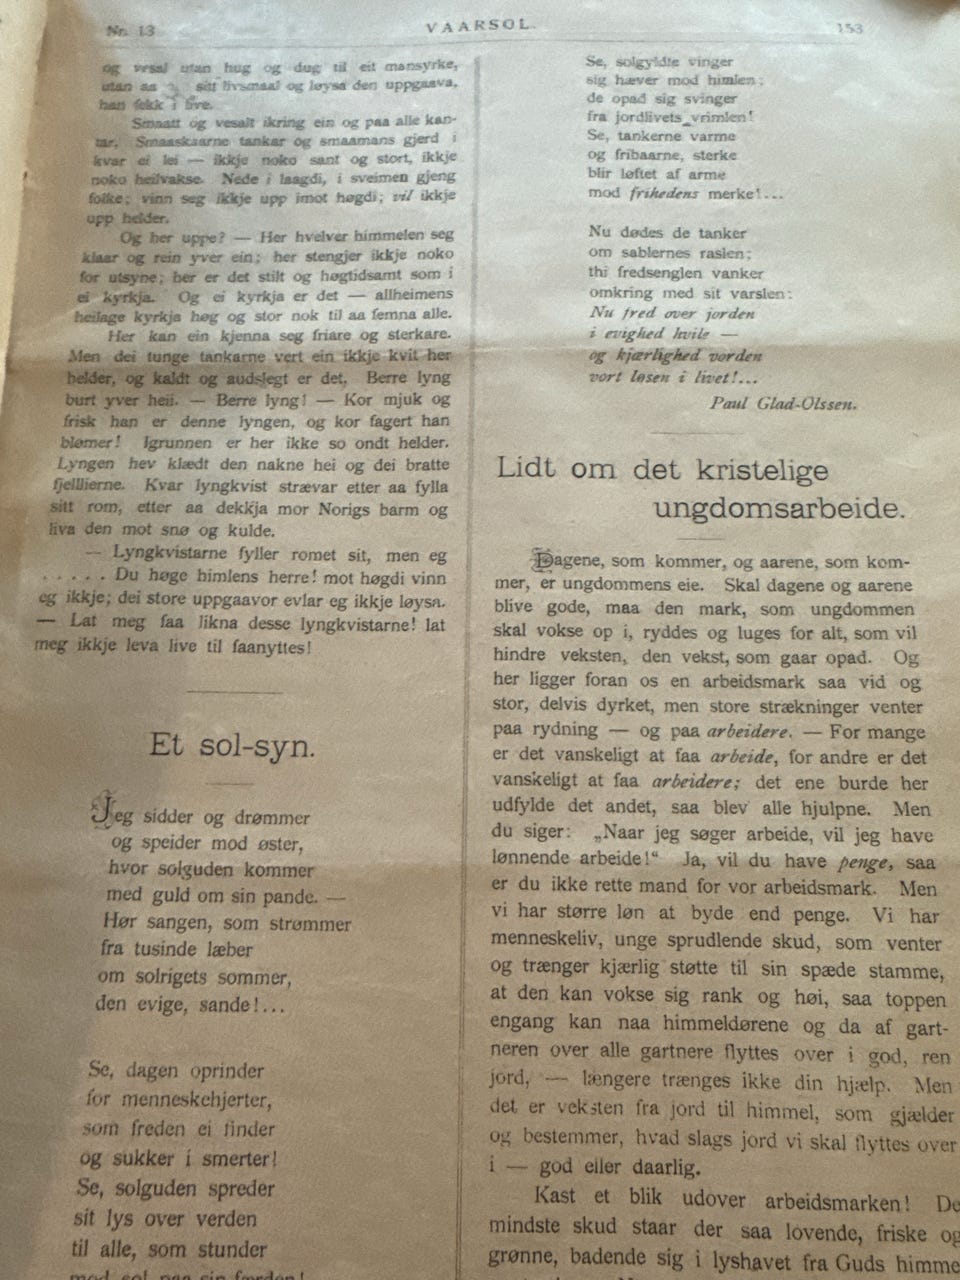 Nr. 13
VAARSOL.
153
og vesal utan hug og dug til eit mansyrke,
utan aa sitt livsmaal og løysa den uppgaava,
han fekk i live.
Smaatt og vesalt ikring ein og paa alle kan-
tar. Smaaskaarne tankar og smaamans gjerd i
kvar ei lei — ikkje noko sant og stort, ikkje
noko heilvakse. Nede i laagdi, i sveimen gjeng
folke; vinn seg ikkje upp imot høgdi; vil ikkje
upp helder.
Og her uppe? — Her hvelver himmelen seg
klaar og rein yver ein; her stengjer ikkje noko
for utsyne; her er det stilt og høgtidsamt som i
ei kyrkja. Og ei kyrkja er det — allheimens
heilage kyrkja høg og stor nok til aa femna alle.
Her kan ein kjenna seg friare og sterkare.
Men dei tunge tankarne vert ein ikkje kvit her
helder, og kaldt og audslegt er det. Berre lyng
burt yver heii. — Berre lyng! — Kor mjuk og
frisk han er denne lyngen, og kor fagert han
blømer! Igrunnen er her ikke so ondt helder.
Lyngen hev klædt den nakne hei og dei bratte
fjelllierne. Kvar lyngkvist strævar etter aa fylla
sitt rom, etter aa dekkja mor Norigs barm og
liva den mot snø og kulde.
— Lyngkvistarne fyller romet sit, men eg
. . . . . Du høge himlens herre! mot høgdi vinn
eg ikkje; dei store uppgaavor evlar eg ikkje løysa.
— Lat meg faa likna desse lyngkvistarne! lat
meg ikkje leva live til faanyttes!
Et sol-syn.
Jeg sidder og drømmer
og speider mod øster,
hvor solguden kommer
med guld om sin pande. —
Hør sangen, som strømmer
fra tusinde læber
om solrigets sommer,
den evige, sande!...
Se, dagen oprinder
for menneskehjerter,
som freden ei finder
og sukker i smerter!
Se, solguden spreder
sit lys over verden
til alle, som stunder
mod sol paa sin færden!
Se, solgyldte vinger
sig hæver mod himlen;
de opad sig svinger
fra jordlivets vrimlen!
Se, tankerne varme
og fribaarne, sterke
blir løftet af arme
mod frihedens merke!...
Nu dødes de tanker
om sablernes raslen;
thi fredsenglen vanker
omkring med sit varslen:
Nu fred over jorden
i evighed hvile —
og kjærlighed vorden
vort løsen i livet!...
Paul Glad-Olssen.
Lidt om det kristelige
ungdomsarbeide.
Dagene, som kommer, og aarene, som kom-
mer, er ungdommens eie. Skal dagene og aarene
blive gode, maa den mark, som ungdommen
skal vokse op i, ryddes og luges for alt, som vil
hindre veksten, den vekst, som gaar opad. Og
her ligger foran os en arbeidsmark saa vid og
stor, delvis dyrket, men store strækninger venter
paa rydning — og paa arbeidere. — For mange
er det vanskeligt at faa arbeide, for andre er det
vanskeligt at faa arbeidere; det ene burde her
udfylde det andet, saa blev alle hjulpne. Men
du siger: „Naar jeg søger arbeide, vil jeg have
lønnende arbeide!“ Ja, vil du have penge, saa
er du ikke rette mand for vor arbeidsmark. Men
vi har større løn at byde end penge. Vi har
menneskeliv, unge sprudlende skud, som venter
og trænger kjærlig støtte til sin spæde stamme,
at den kan vokse sig rank og høi, saa toppen
engang kan naa himmeldørene og da af gart-
neren over alle gartnere flyttes over i god, ren
jord, — længere trænges ikke din hjælp. Men
det er veksten fra jord til himmel, som gjælder
og bestemmer, hvad slags jord vi skal flyttes over
i — god eller daarlig.
Kast et blik udover arbeidsmarken! De
mindste skud staar der saa lovende, friske og
grønne, badende sig i lyshavet fra Guds himme